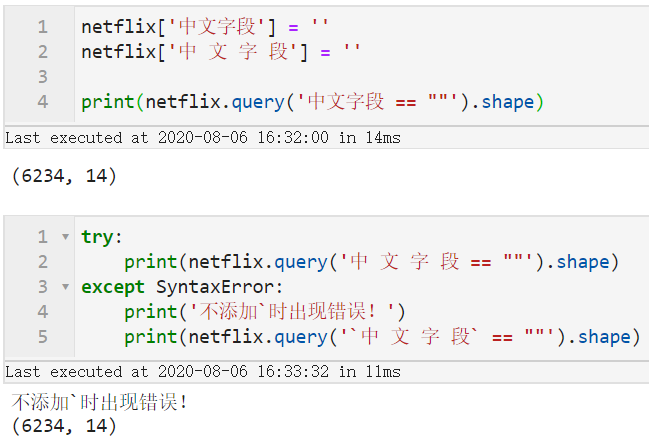 1 netflix['中文字段'] = ''
2 netflix['中 文 字 段'] = ''
3
4 print(netflix.query('中文字段 == ""').shape)
Last executed at 2020-08-06 16:32:00 in 14ms
(6234, 14)
1 ▾ try:
2     print(netflix.query('中 文 字 段 == ""').shape)
3 ▾ except SyntaxError:
4     print('不添加`时出现错误！')
5     print(netflix.query('`中 文 字 段` == ""').shape)
Last executed at 2020-08-06 16:33:32 in 11ms
不添加`时出现错误！
(6234, 14)